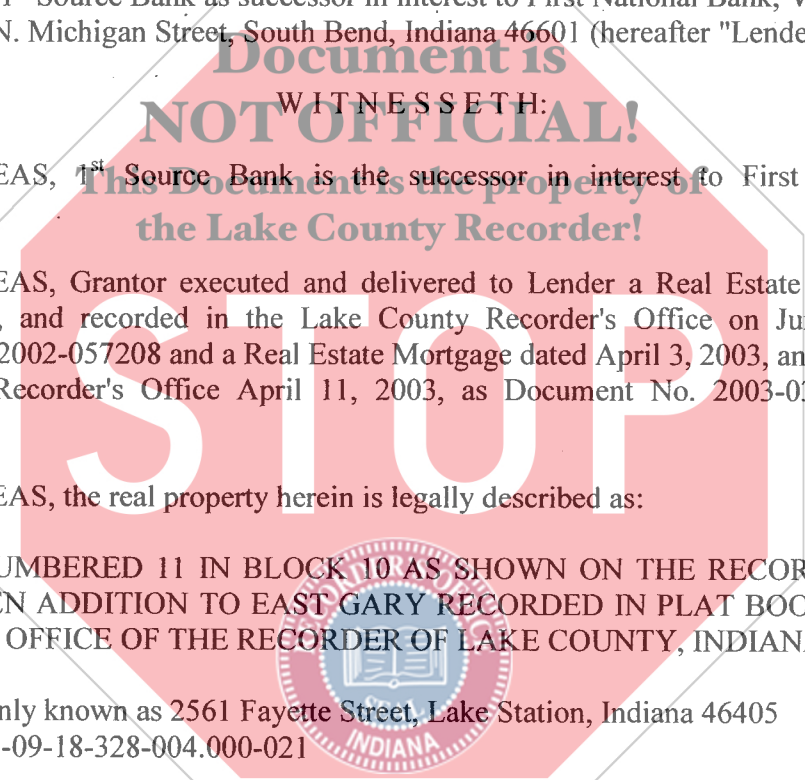 Source Bank as successor in interest to First National Bank,
N. Michigan Street, South Bend, Indiana 46601 (hereafter "Lende
Document is
W I T N E S S E T H:
NOT OFFICIAL!
EAS, 1st Source Bank is the successor in interest to First
This Document is the property of
the Lake County Recorder!
EAS, Grantor executed and delivered to Lender a Real Estate
, and recorded in the Lake County Recorder's Office on Ju
2002-057208 and a Real Estate Mortgage dated April 3, 2003, an
Recorder's Office April 11, 2003, as Document No. 2003-03
STOP
EAS, the real property herein is legally described as:
UMBERED 11 IN BLOCK 10 AS SHOWN ON THE RECOR
EN ADDITION TO EAST GARY RECORDED IN PLAT BOO
OFFICE OF THE RECORDER OF LAKE COUNTY, INDIANA
nly known as 2561 Fayette Street, Lake Station, Indiana 46405
-09-18-328-004.000-021
SEAL
INDIANA